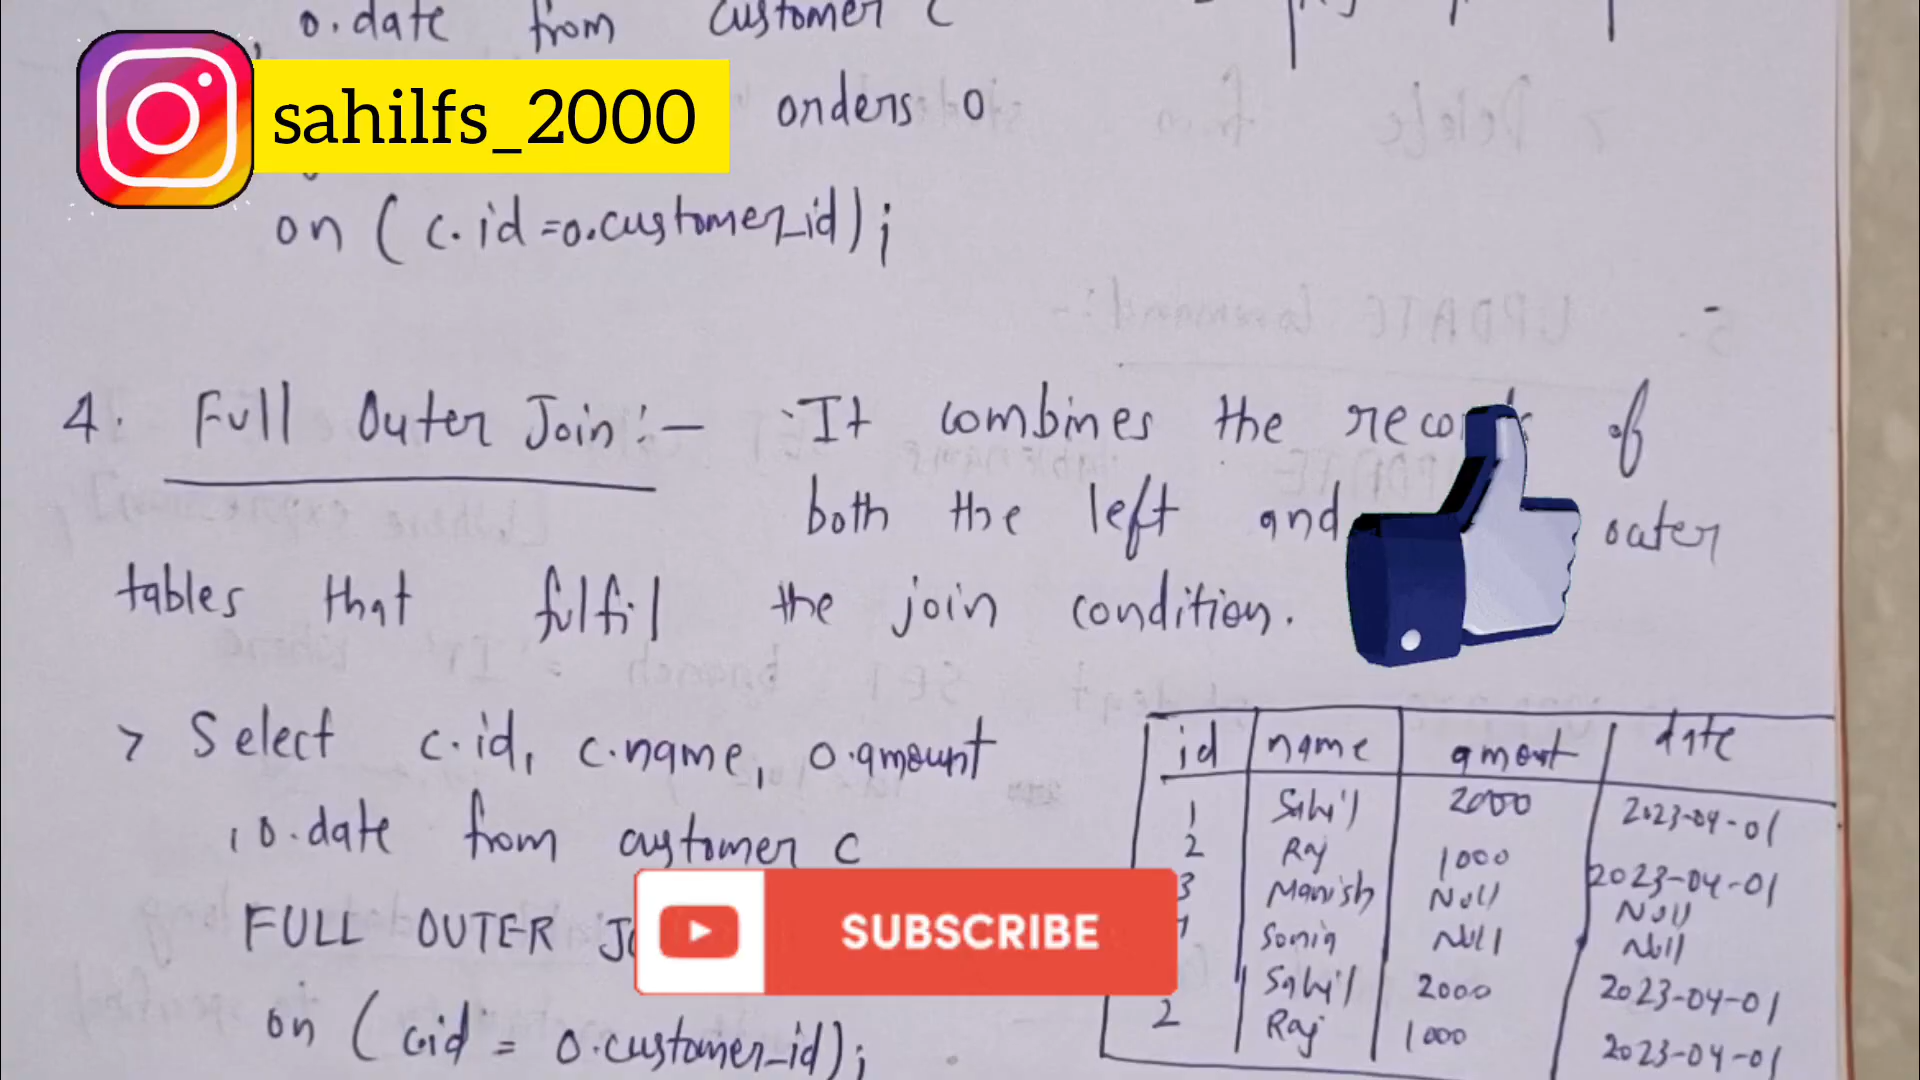 o.date from customer c
sahilfs_2000
orders o
on ( c.id =o.customer_id);
4. Full Outer Join:- It combines the records of
both the left and outer
tables that fulfil the join condition.
> Select c.id, c.name, o.amount
, o.date from customer c
FULL OUTER
SUBSCRIBE
on ( c.id = o.customer_id);
id name amount date
1 Sahil 2000 2023-04-01
2 Raj 1000 2023-04-01
3 Manish Null Null
Sonia Null Null
Sahil 2000 2023-04-01
2 Raj 1000 2023-04-01